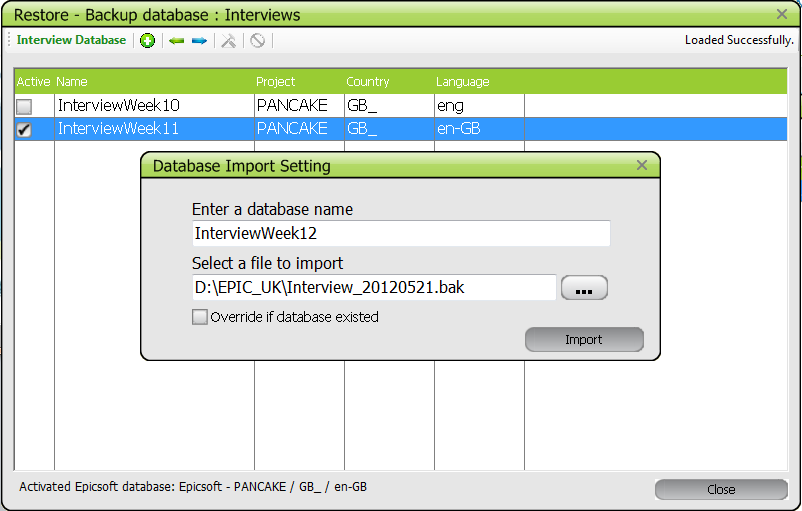 Restore - Backup database : Interviews
Interview Database
Loaded Successfully.
Active Name Project Country Language
InterviewWeek10 PANCAKE GB_ eng
InterviewWeek11 PANCAKE GB_ en-GB
Database Import Setting
Enter a database name
InterviewWeek12
Select a file to import
D:\EPIC_UK\Interview_20120521.bak
...
Override if database existed
Import
Activated Epicsoft database: Epicsoft - PANCAKE / GB_ / en-GB
Close